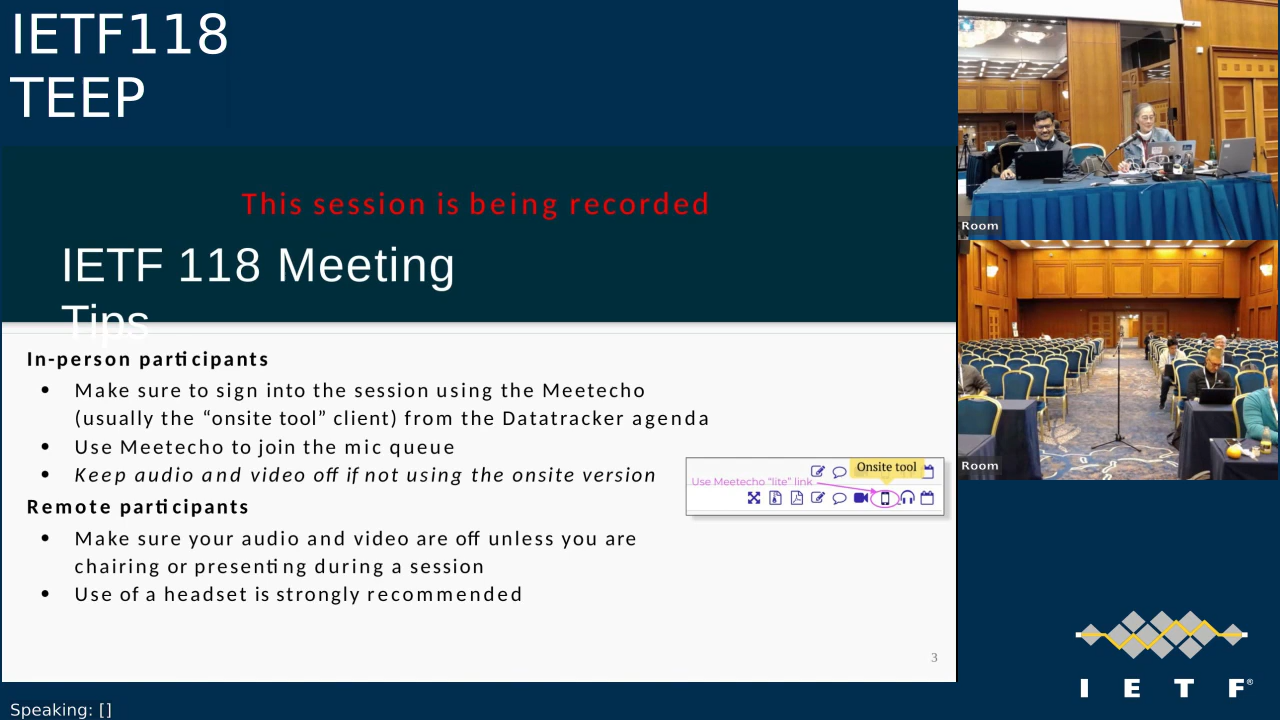 IETF118
TEEP
This session is being recorded
IETF 118 Meeting
Tips
In-person participants
• Make sure to sign into the session using the Meetecho
(usually the “onsite tool” client) from the Datatracker agenda
• Use Meetecho to join the mic queue
• Keep audio and video off if not using the onsite version
Onsite tool
Use Meetecho “lite” link
Remote participants
• Make sure your audio and video are off unless you are
chairing or presenting during a session
• Use of a headset is strongly recommended
3
Speaking: []
Room
Room
I E T F®